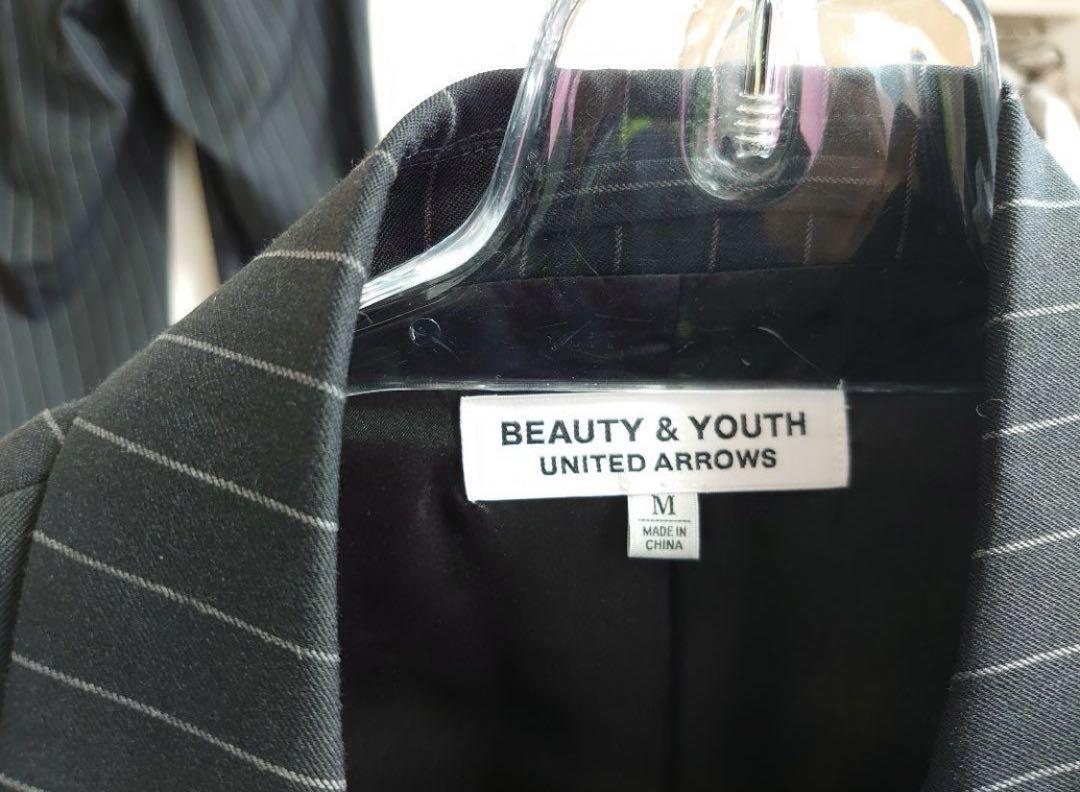 BEAUTY & YOUTH
UNITED ARROWS
M
MADE IN
CHINA